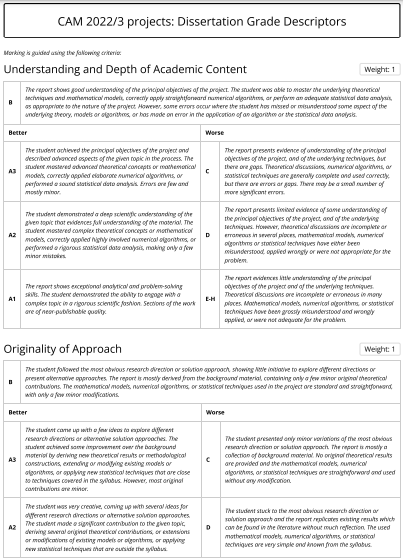 CAM 2022/3 projects: Dissertation Grade Descriptors
Marking is guided using the following criteria:
Understanding and Depth of Academic Content
Weight: 1
B
The report shows good understanding of the principal objectives of the project. The student was able to master the underlying theoretical
techniques and mathematical models, correctly apply straightforward numerical algorithms, or perform an adequate statistical data analysis,
as appropriate to the nature of the project. However, some errors occur where the student has missed or misunderstood some aspect of the
underlying theory, models or algorithms, or has made an error in the application of an algorithm or a statistical data analysis.
Better
Worse
A3
The student achieved the principal objectives of the project and
described advanced aspects of the given topic in the process. The
student mastered advanced theoretical concepts or mathematical
models, correctly applied elaborate numerical algorithms, or
performed a sound statistical data analysis. Errors are few and
mostly minor.
C
The report presents evidence of understanding of the principal
objectives of the project, and of the underlying techniques, but
there are gaps. Theoretical discussions, numerical algorithms, or
statistical techniques are generally complete and used correctly,
but there are errors or gaps. There may be a small number of
more significant errors.
A2
The student demonstrated a deep scientific understanding of the
given topic that evidences full understanding of the material. The
student mastered complex theoretical concepts or mathematical
models, correctly applied highly involved numerical algorithms, or
performed a rigorous statistical data analysis, making only a few
minor mistakes.
D
The report presents limited evidence of some understanding of
the principal objectives of the project, and of the underlying
techniques. However, theoretical discussions are incomplete or
erroneous in several places, mathematical models, numerical
algorithms or statistical techniques have either been
misunderstood, applied wrongly or were not appropriate for the
problem.
A1
The report shows exceptional analytical and problem-solving
skills. The student demonstrated the ability to engage with a
complex topic in a rigorous scientific fashion. Sections of the work
are of near-publishable quality.
E-H
The report evidences little understanding of the principal
objectives of the project and of the underlying techniques.
Theoretical discussions are incomplete or erroneous in many
places. Mathematical models, numerical algorithms, or statistical
techniques have been grossly misunderstood and wrongly
applied, or were not adequate for the problem.
Originality of Approach
Weight: 1
B
The student followed the most obvious research direction or solution approach, showing little initiative to explore different directions or
present alternative approaches. The report is mostly derived from the background material, containing only a few minor original theoretical
contributions. The mathematical models, numerical algorithms, or statistical techniques used in the project are standard and straightforward,
with only a few minor modifications.
Better
Worse
A3
The student came up with a few ideas to explore different
research directions or alternative solution approaches. The
student achieved some improvement over the background
material by deriving new theoretical results or methodological
constructions, extending or modifying existing models or
algorithms, or applying new statistical techniques that are close
to techniques covered in the syllabus. However, most original
contributions are minor.
C
The student presented only minor variations of the most obvious
research direction or solution approach. The report is mostly a
collection of background material. No original theoretical results
are provided and the mathematical models, numerical
algorithms, or statistical techniques are straightforward and used
without any modification.
A2
The student was very creative, coming up with several ideas for
different research directions or alternative solution approaches.
The student made a significant contribution to the given topic,
deriving several original theoretical contributions, or extensions
or modifications of existing models or algorithms, or applying
new statistical techniques that are outside the syllabus.
D
The student stuck to the most obvious research direction or
solution approach and the report replicates existing results which
can be found in the literature without much reflection. The used
mathematical models, numerical algorithms, or statistical
techniques are very simple and known from the syllabus.